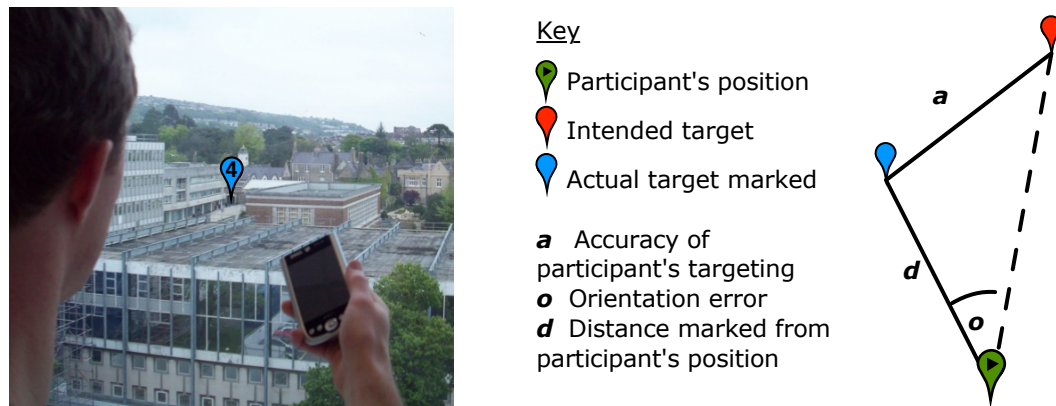 4
Key
Participant's position
Intended target
Actual target marked
a Accuracy of
participant's targeting
o Orientation error
d Distance marked from
participant's position
a
d
o